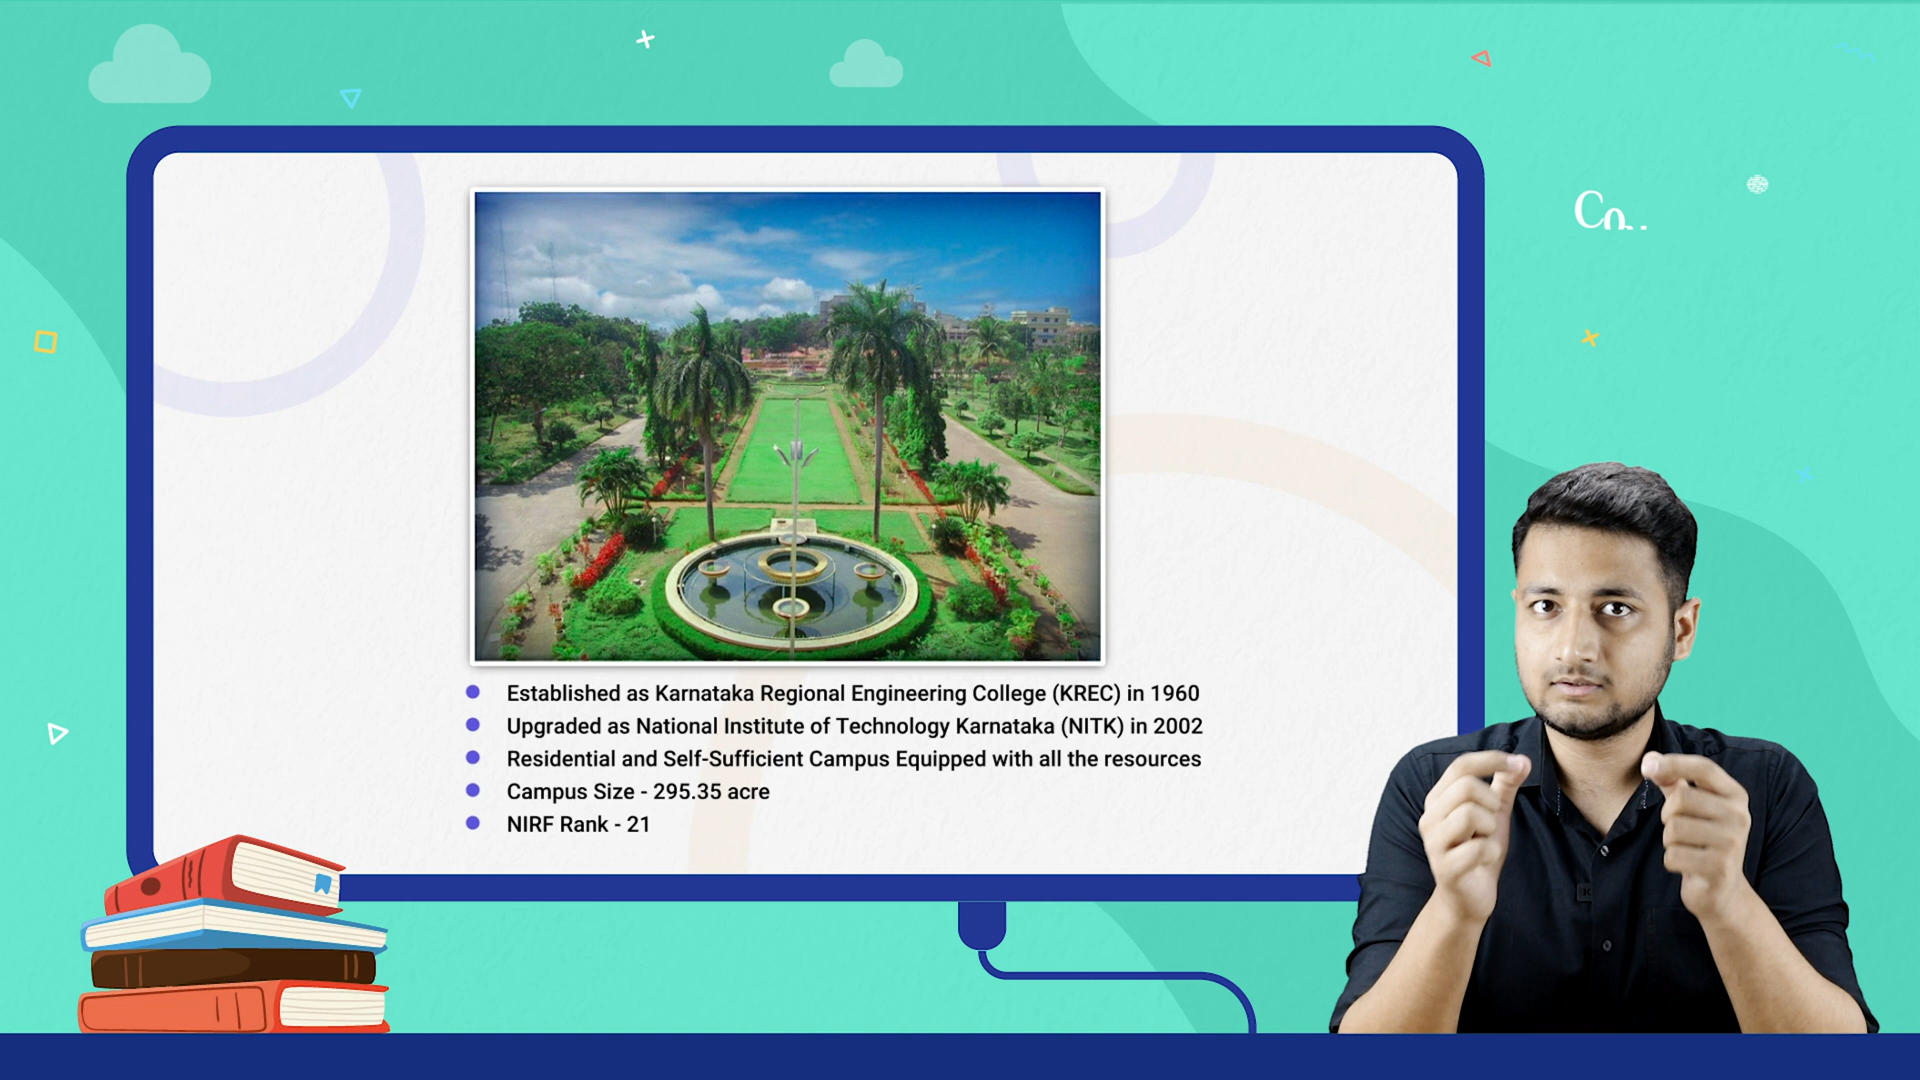 Established as Karnataka Regional Engineering College (KREC) in 1960
Upgraded as National Institute of Technology Karnataka (NITK) in 2002
Residential and Self-Sufficient Campus Equipped with all the resources
Campus Size - 295.35 acre
NIRF Rank - 21